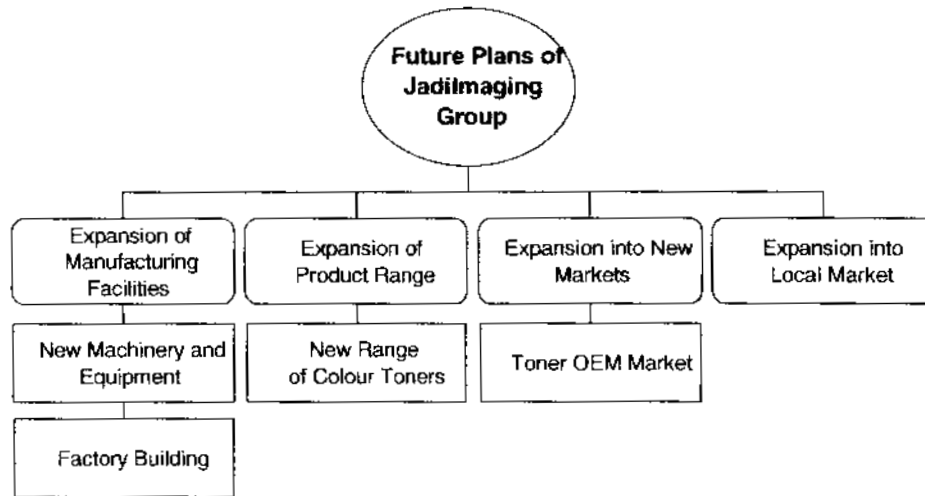 Future Plans of
JadiImaging
Group
Expansion of
Manufacturing
Facilities
Expansion of
Product Range
Expansion into New
Markets
Expansion into
Local Market
New Machinery and
Equipment
New Range
of Colour Toners
Toner OEM Market
Factory Building